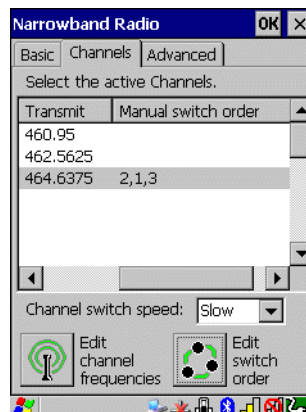 Narrowband Radio OK
Basic Channels Advanced
Select the active Channels.
Transmit Manual switch order
460.95
462.5625
464.6375 2,1,3
Channel switch speed: Slow
Edit channel frequencies
Edit switch order